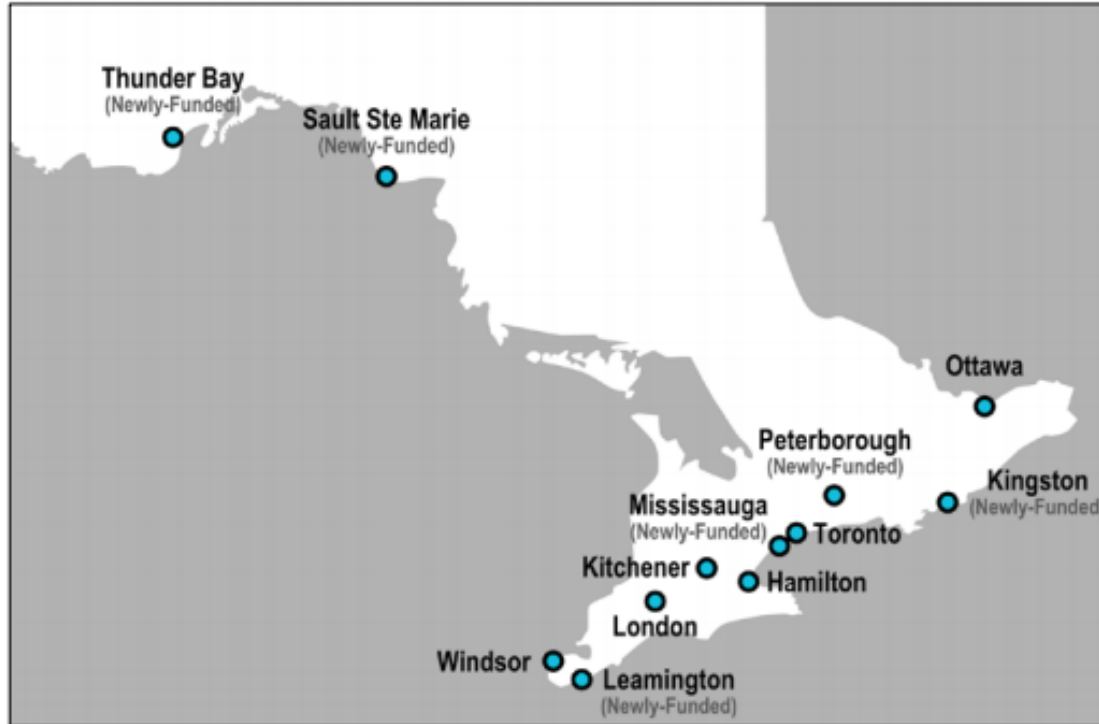 Thunder Bay
(Newly-Funded)
Sault Ste Marie
(Newly-Funded)
Ottawa
Peterborough
(Newly-Funded)
Kingston
(Newly-Funded
Mississauga
(Newly-Funded)
Toronto
Kitchener
Hamilton
London
Windsor
Leamington
(Newly-Funded)